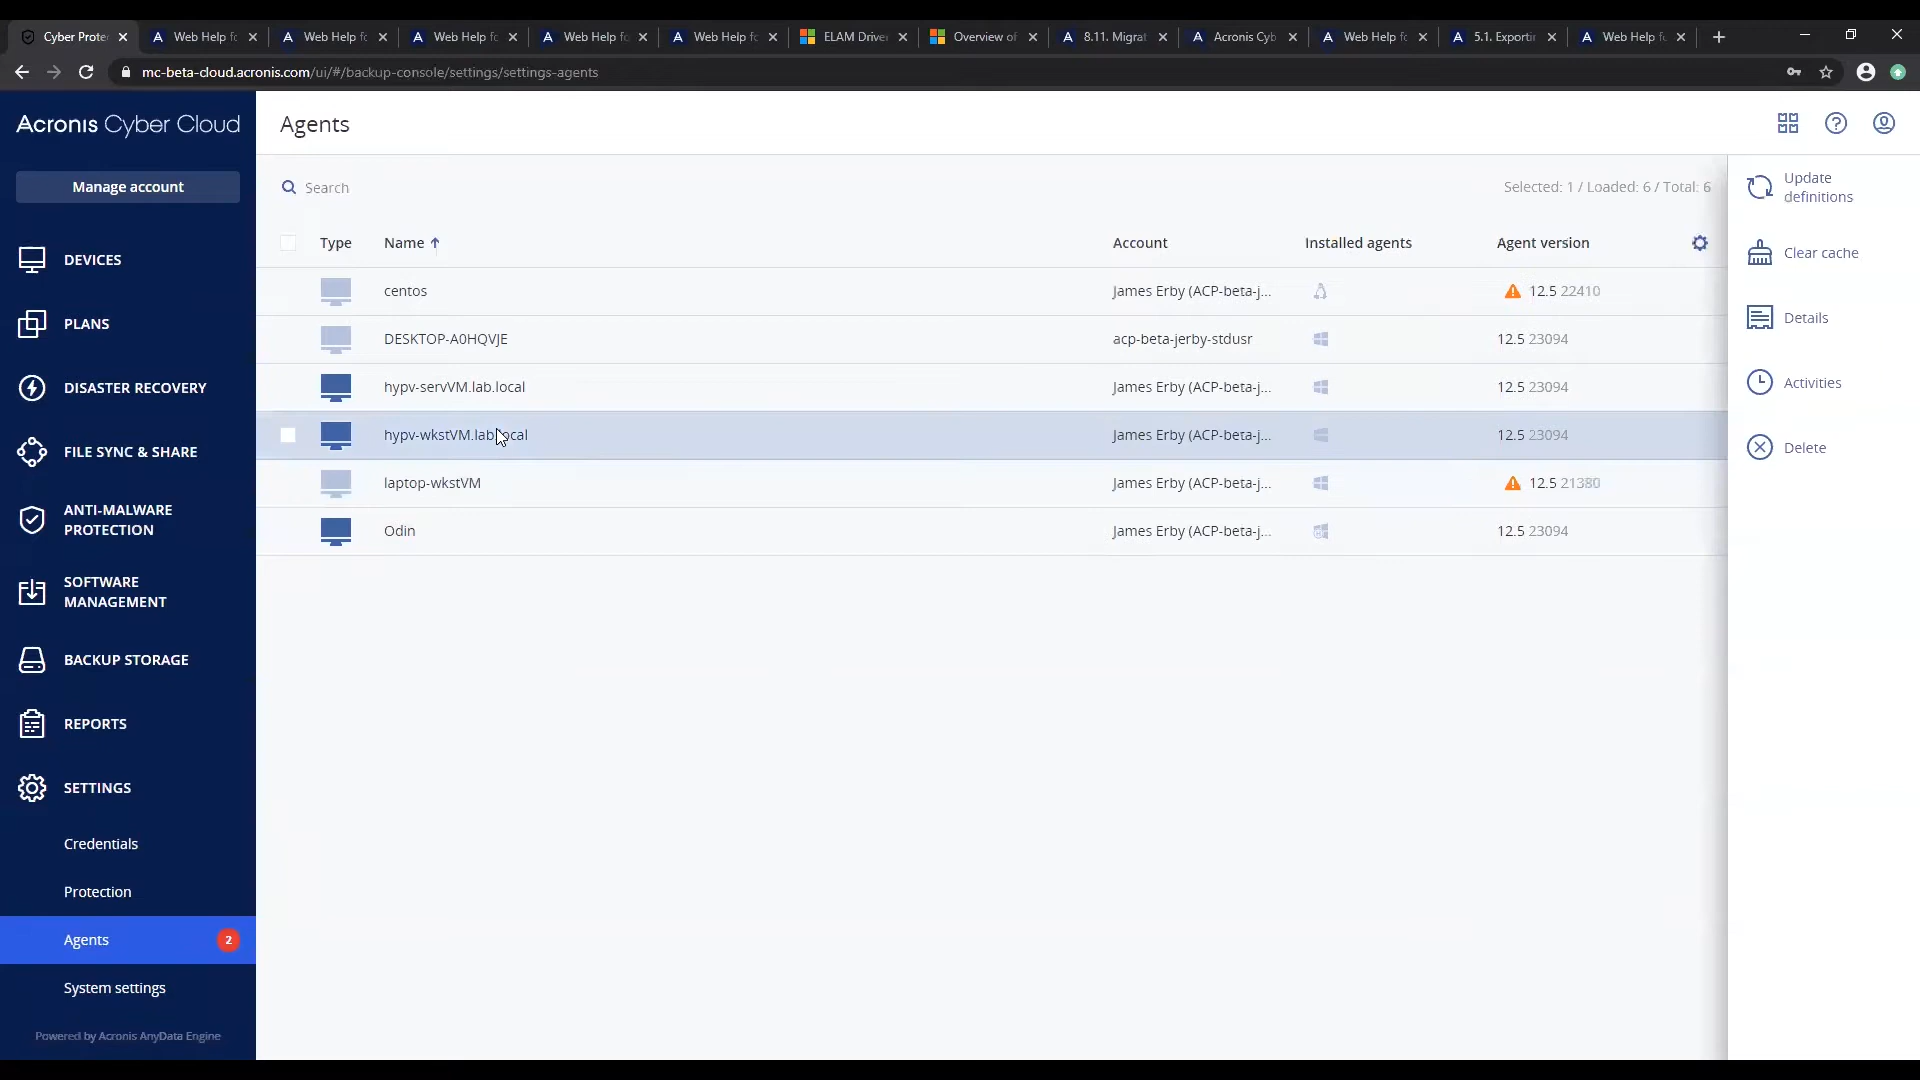 Cyber Prote
Web Help fo
Web Help fo
Web Help fo
Web Help fo
Web Help fo
ELAM Drive
Overview of
8.11. Migrat
Acronis Cyb
Web Help fo
5.1. Exportin
Web Help fo
mc-beta-cloud.acronis.com/ui/#/backup-console/settings/settings-agents
Acronis Cyber Cloud
Agents
Manage account
Search
Selected: 1 / Loaded: 6 / Total: 6
Type Name Account Installed agents Agent version
centos James Erby (ACP-beta-j... 12.5 22410
DESKTOP-A0HQVJE acp-beta-jerby-stdusr 12.5 23094
hypv-servVM.lab.local James Erby (ACP-beta-j... 12.5 23094
hypv-wkstVM.lab.local James Erby (ACP-beta-j... 12.5 23094
laptop-wkstVM James Erby (ACP-beta-j... 12.5 21380
Odin James Erby (ACP-beta-j... 12.5 23094
Update
definitions
Clear cache
Details
Activities
Delete
DEVICES
PLANS
DISASTER RECOVERY
FILE SYNC & SHARE
ANTI-MALWARE
PROTECTION
SOFTWARE
MANAGEMENT
BACKUP STORAGE
REPORTS
SETTINGS
Credentials
Protection
Agents 2
System settings
Powered by Acronis AnyData Engine